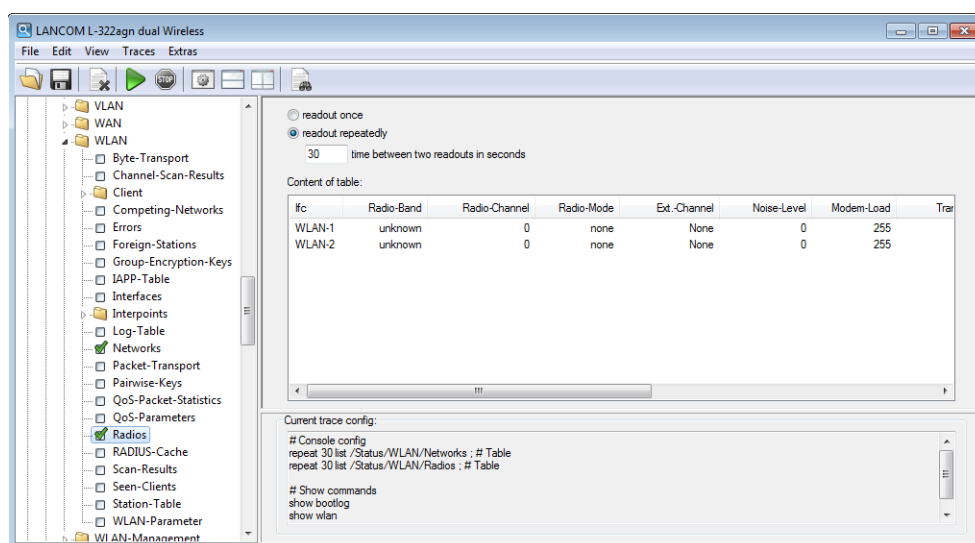 LANCOM L-322agn dual Wireless
File Edit View Traces Extras
STOP
VLAN
WAN
WLAN
Byte-Transport
Channel-Scan-Results
Client
Competing-Networks
Errors
Foreign-Stations
Group-Encryption-Keys
IAPP-Table
Interfaces
Interpoints
Log-Table
Networks
Packet-Transport
Pairwise-Keys
QoS-Packet-Statistics
QoS-Parameters
Radios
RADIUS-Cache
Scan-Results
Seen-Clients
Station-Table
WLAN-Parameter
WLAN-Management
readout once
readout repeatedly
30 time between two readouts in seconds
Content of table:
Ifc Radio-Band Radio-Channel Radio-Mode Ext.-Channel Noise-Level Modem-Load Trar
WLAN-1 unknown 0 none None 0 255
WLAN-2 unknown 0 none None 0 255
Current trace config:
# Console config
repeat 30 list /Status/WLAN/Networks ; # Table
repeat 30 list /Status/WLAN/Radios ; # Table
# Show commands
show bootlog
show wlan